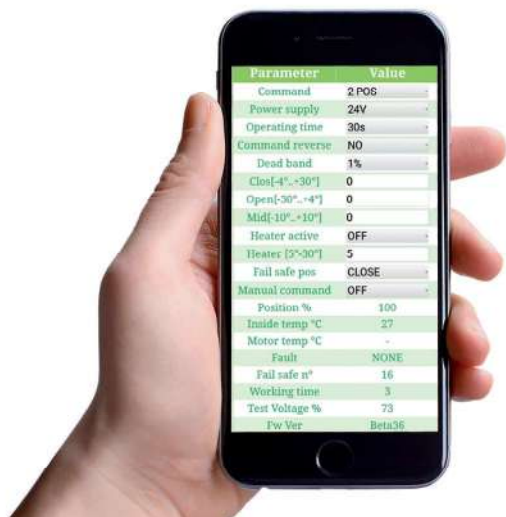 Parameter Value
Command 2 POS
Power supply 24V
Operating time 30s
Command reverse NO
Dead band 1%
Clos[-4°..+30°] 0
Open[-30°..+4°] 0
Mid[-10°..+10°] 0
Heater active OFF
Heater [5°-30°] 5
Fail safe pos CLOSE
Manual command OFF
Position % 100
Inside temp °C 27
Motor temp °C -
Fault NONE
Fail safe n° 16
Working time 3
Test Voltage % 73
Fw Ver Beta36